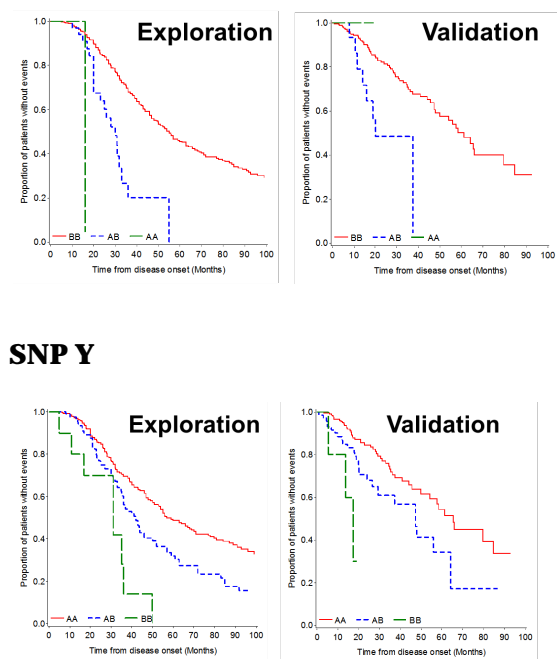 Exploration
Proportion of patients without events
1.0
0.8
0.6
0.4
0.2
0.0
BB AB AA
0 10 20 30 40 50 60 70 80 90 100
Time from disease onset (Months)
Validation
Proportion of patients without events
1.0
0.8
0.6
0.4
0.2
0.0
BB AB AA
0 10 20 30 40 50 60 70 80 90 100
Time from disease onset (Months)
SNP Y
Exploration
Proportion of patients without events
1.0
0.8
0.6
0.4
0.2
0.0
AA AB BB
0 10 20 30 40 50 60 70 80 90 100
Time from disease onset (Months)
Validation
Proportion of patients without events
1.0
0.8
0.6
0.4
0.2
0.0
AA AB BB
0 10 20 30 40 50 60 70 80 90 100
Time from disease onset (Months)